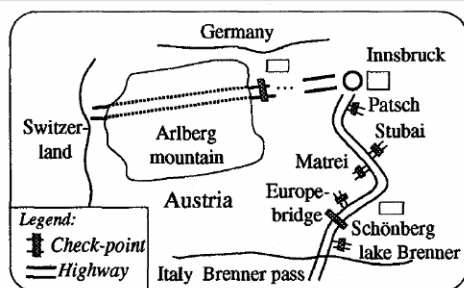 Germany
Innsbruck
Patsch
Switzer-
land
Stubai
Arlberg
mountain
Matrei
Austria
Europe-
bridge
Schönberg
Legend:
Check-point
lake Brenner
Highway
Italy Brenner pass